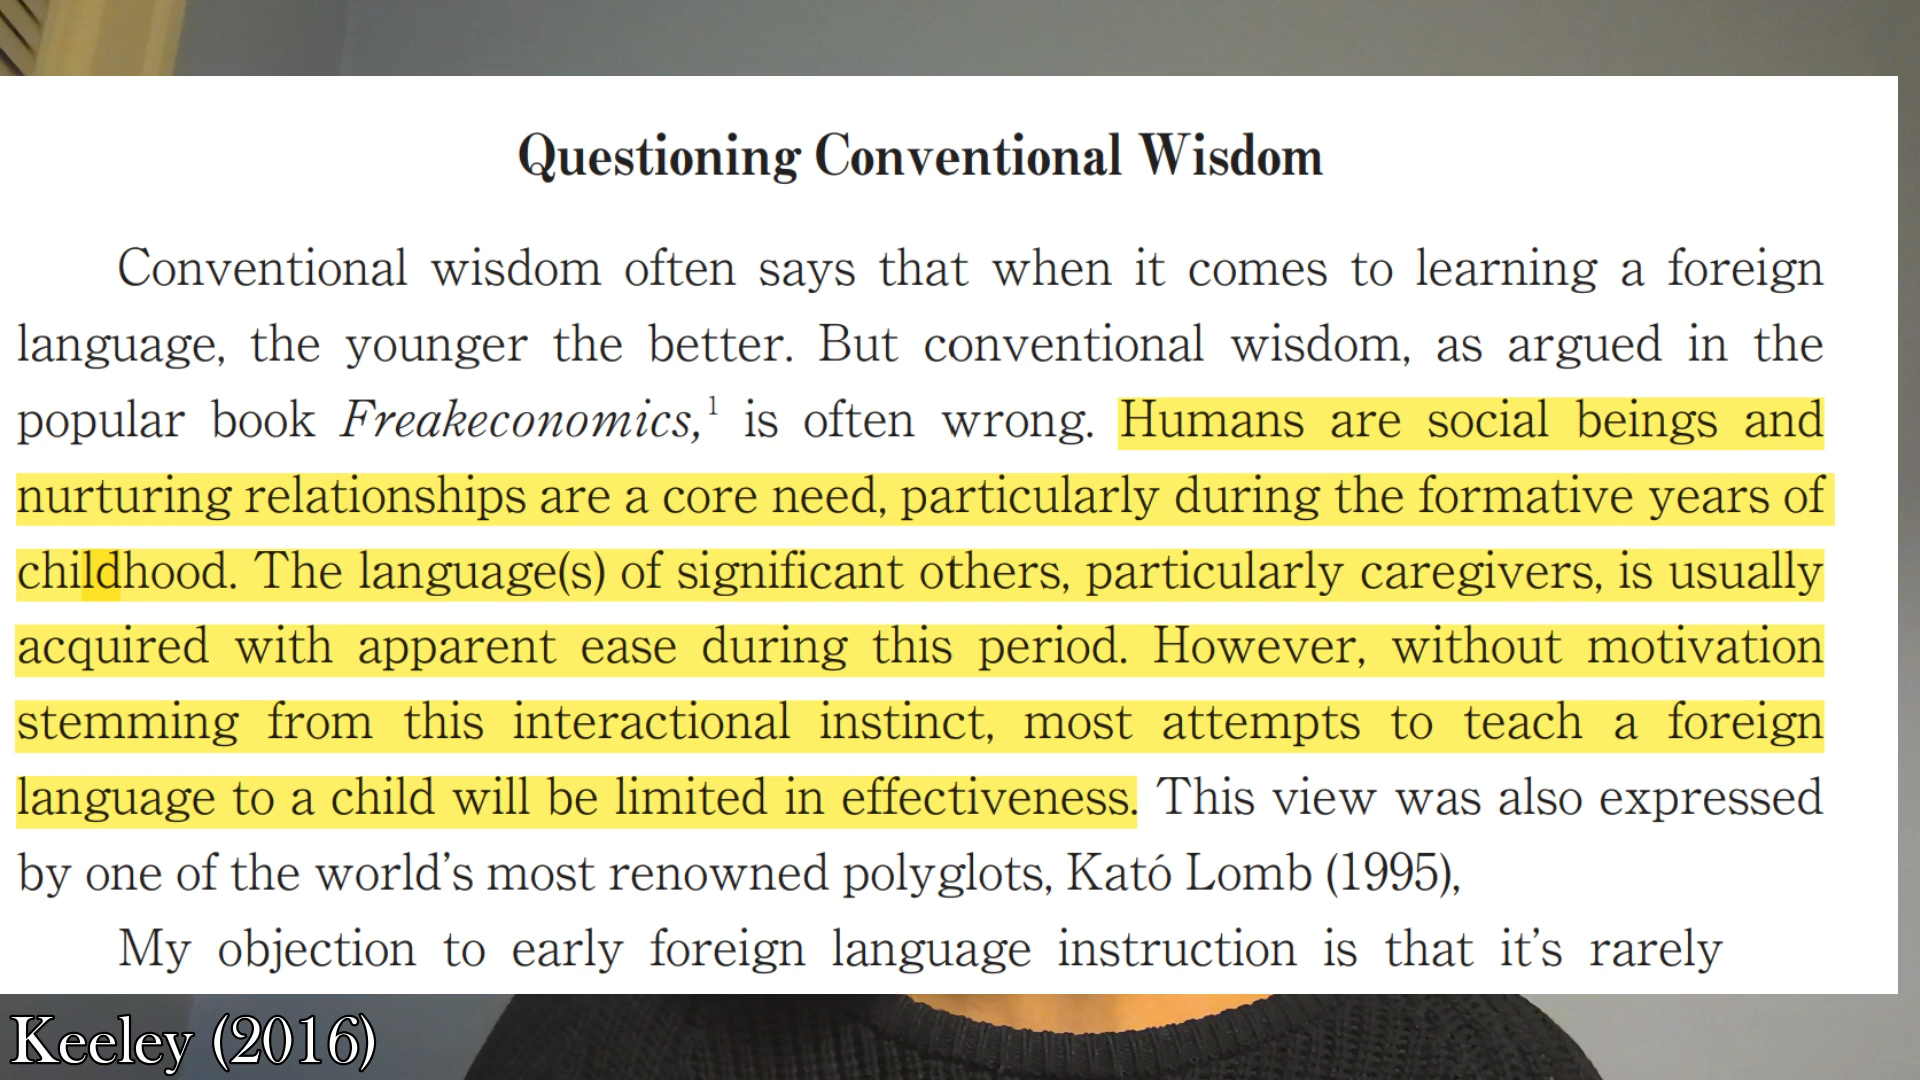 Questioning Conventional Wisdom
Conventional wisdom often says that when it comes to learning a foreign
language, the younger the better. But conventional wisdom, as argued in the
popular book Freakeconomics,¹ is often wrong. Humans are social beings and
nurturing relationships are a core need, particularly during the formative years of
childhood. The language(s) of significant others, particularly caregivers, is usually
acquired with apparent ease during this period. However, without motivation
stemming from this interactional instinct, most attempts to teach a foreign
language to a child will be limited in effectiveness. This view was also expressed
by one of the world's most renowned polyglots, Kató Lomb (1995),
My objection to early foreign language instruction is that it's rarely
Keeley (2016)